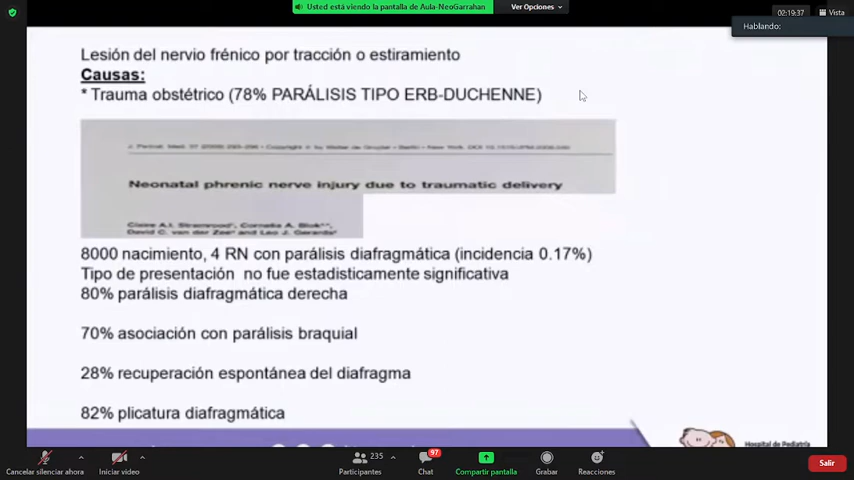 Usted está viendo la pantalla de Aula-NeoGarrahan
Ver Opciones
02:19:37
Vista
Hablando:
Lesión del nervio frénico por tracción o estiramiento
Causas:
* Trauma obstétrico (78% PARÁLISIS TIPO ERB-DUCHENNE)
Neonatal phrenic nerve injury due to traumatic delivery
8000 nacimiento, 4 RN con parálisis diafragmática (incidencia 0.17%)
Tipo de presentación no fue estadisticamente significativa
80% parálisis diafragmática derecha
70% asociación con parálisis braquial
28% recuperación espontánea del diafragma
82% plicatura diafragmática
Hospital de Pediatría
Cancelar silenciar ahora
Iniciar video
235
Participantes
97
Chat
Compartir pantalla
Grabar
Reacciones
Salir